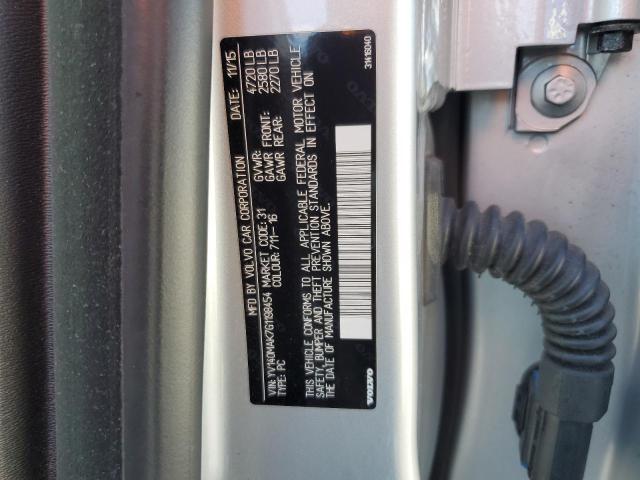 MFD BY VOLVO CAR CORPORATION DATE: 11/15
VIN: YV140MAK7G1198454 MARKET CODE: 31 GVWR: 4720 LB
TYPE: PC COLOUR: 711-16 GAWR FRONT: 2580 LB
GAWR REAR: 2270 LB
THIS VEHICLE CONFORMS TO ALL APPLICABLE FEDERAL MOTOR VEHICLE
SAFETY, BUMPER AND THEFT PREVENTION STANDARDS IN EFFECT ON
THE DATE OF MANUFACTURE SHOWN ABOVE.
VOLVO 31416040